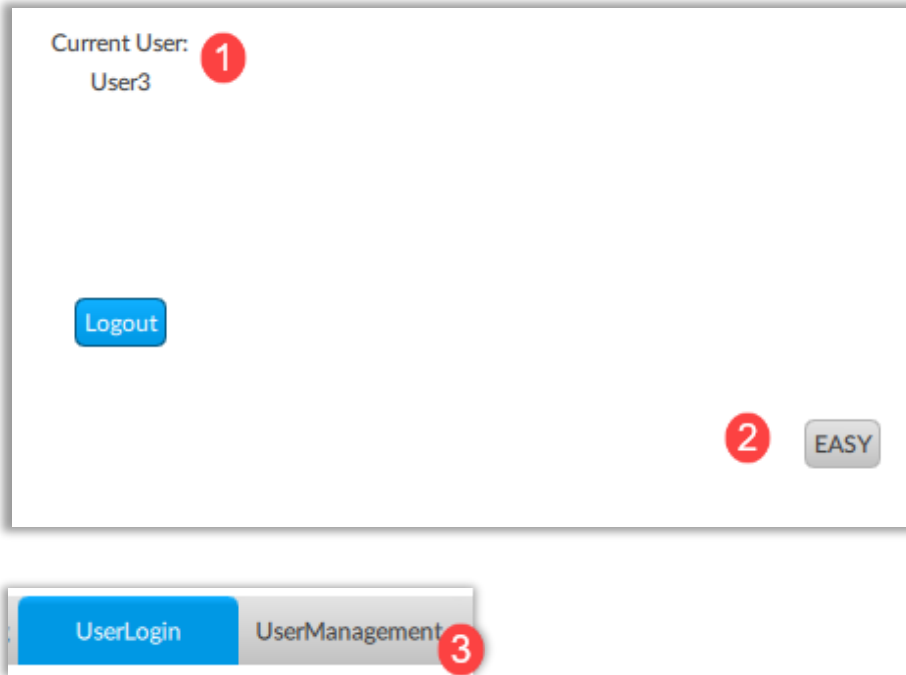 Current User:
1
User3
Logout
2
EASY
UserLogin
UserManagement
3